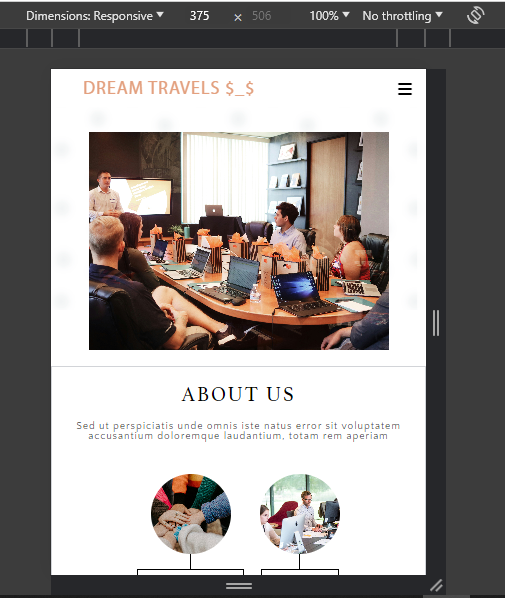 Dimensions: Responsive 375 × 506 100% No throttling
DREAM TRAVELS $_$
ABOUT US
Sed ut perspiciatis unde omnis iste natus error sit voluptatem
accusantium doloremque laudantium, totam rem aperiam